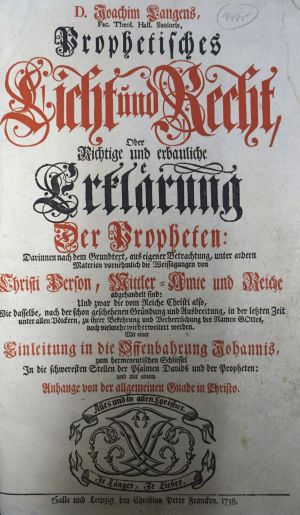 D. Joachim Langens,
Fac. Theol. Hall. Senioris,
Prophetisches
Licht und Recht,
Oder
Richtige und erbauliche
Erklärung
Der Propheten:
Darinnen nach dem Grundtext, aus eigener Betrachtung, unter andern
Materien vornehmlich die Weissagungen von
Christi Person, Mittler-Amte und Reiche
abgehandelt sind:
Und zwar die vom Reiche Christi also,
Wie dasselbe, nach der schon geschehenen Gründung und Ausbreitung, in der letzten Zeit
unter allen Völckern, zu ihrer Bekehrung und Verherrlichung des Namen GOttes,
noch vielmehr wird erweitert werden.
Mit einer
Einleitung in die Offenbahrung Johannis,
zum hermeneutischen Schlüssel
In die schweresten Stellen der Psalmen Davids und der Propheten:
und mit einem
Anhange von der allgemeinen Gnade in Christo.
Alles und in allen Christus.
Je Länger, Je Lieber.
Halle und Leipzig bey Christian Peter Francken. 1738.